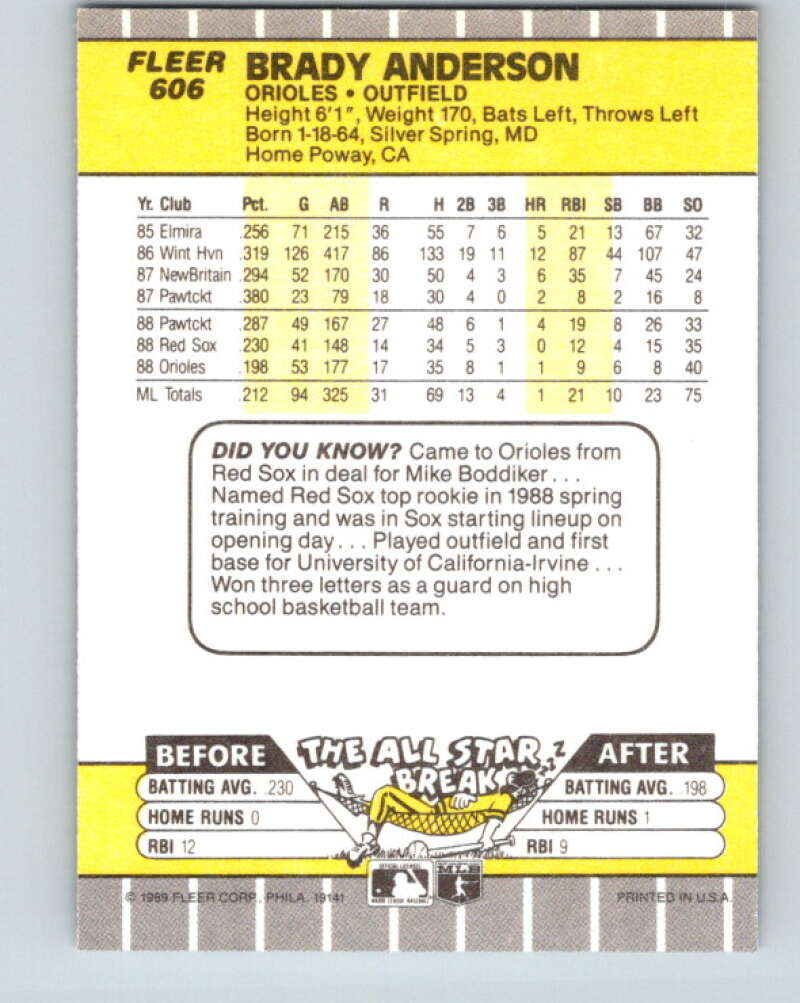 FLEER
606
BRADY ANDERSON
ORIOLES • OUTFIELD
Height 6'1", Weight 170, Bats Left, Throws Left
Born 1-18-64, Silver Spring, MD
Home Poway, CA
Yr. Club Pct. G AB R H 2B 3B HR RBI SB BB SO
85 Elmira .256 71 215 36 55 7 6 5 21 13 67 32
86 Wint Hvn .319 126 417 86 133 19 11 12 87 44 107 47
87 NewBritain .294 52 170 30 50 4 3 6 35 7 45 24
87 Pawtckt .380 23 79 18 30 4 0 2 8 2 16 8
88 Pawtckt .287 49 167 27 48 6 1 4 19 8 26 33
88 Red Sox .230 41 148 14 34 5 3 0 12 4 15 35
88 Orioles .198 53 177 17 35 8 1 1 9 6 8 40
ML Totals .212 94 325 31 69 13 4 1 21 10 23 75
DID YOU KNOW? Came to Orioles from
Red Sox in deal for Mike Boddiker . . .
Named Red Sox top rookie in 1988 spring
training and was in Sox starting lineup on
opening day . . . Played outfield and first
base for University of California-Irvine . . .
Won three letters as a guard on high
school basketball team.
BEFORE THE ALL STAR BREAK Z Z Z AFTER
BATTING AVG. .230 BATTING AVG. .198
HOME RUNS 0 HOME RUNS 1
RBI 12 RBI 9
OFFICIAL LICENSEE
MAJOR LEAGUE BASEBALL
MLB
© 1989 FLEER CORP., PHILA. 19141 PRINTED IN U.S.A.